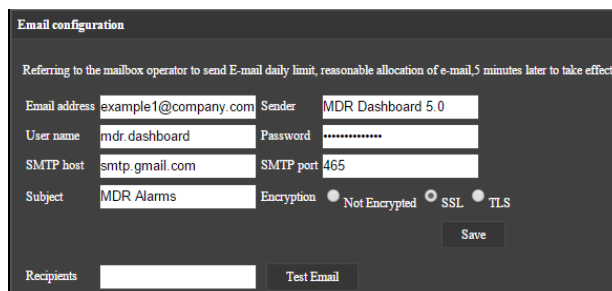 Email configuration
Referring to the mailbox operator to send E-mail daily limit, reasonable allocation of e-mail,5 minutes later to take effect
Email address example1@company.com Sender MDR Dashboard 5.0
User name mdr.dashboard Password ••••••••••••••
SMTP host smtp.gmail.com SMTP port 465
Subject MDR Alarms Encryption Not Encrypted SSL TLS
Save
Recipients Test Email